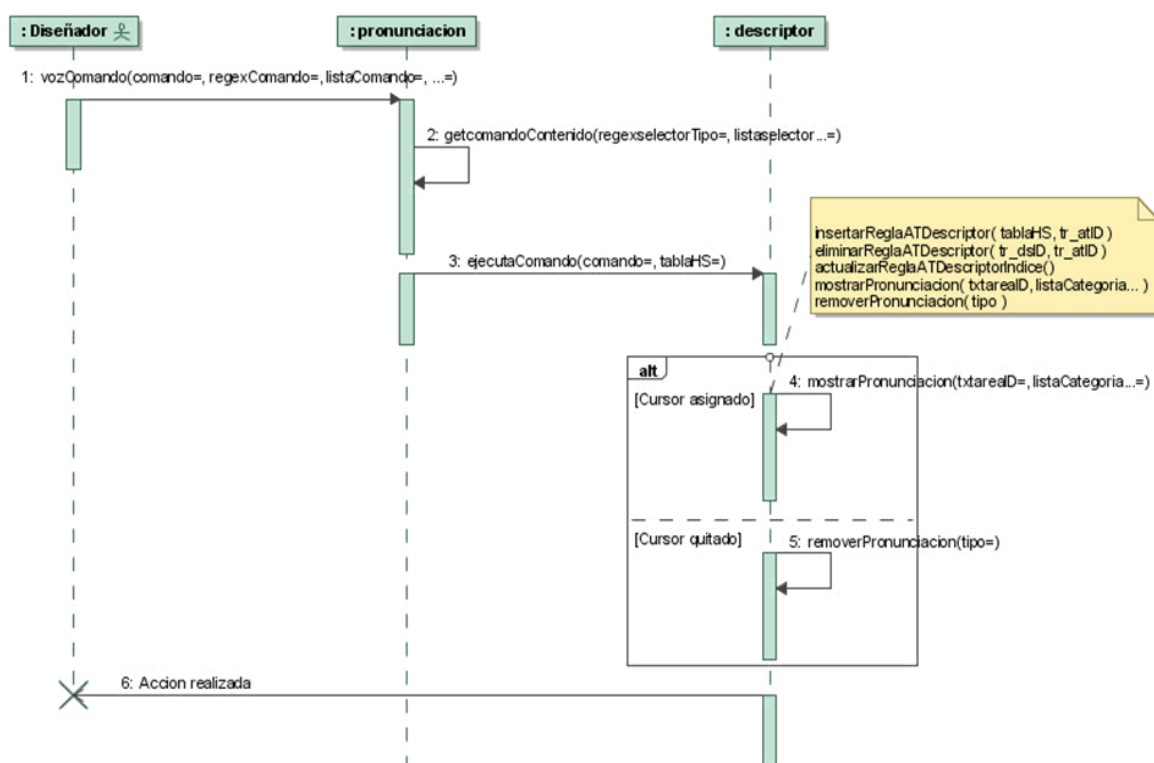 : Diseñador
: pronunciacion
: descriptor
1: vozComando(comando=, regexComando=, listaComando=, ...=)
2: getcomandoContenido(regexselectorTipo=, listaselector...=)
insertarReglaATDescriptor( tablaHS, tr_atID )
eliminarReglaATDescriptor( tr_dsID, tr_atID )
actualizarReglaATDescriptorIndice()
mostrarPronunciacion( txtareaID, listaCategoria... )
removerPronunciacion( tipo )
3: ejecutaComando(comando=, tablaHS=)
alt
4: mostrarPronunciacion(txtareaID=, listaCategoria...=)
[Cursor asignado]
[Cursor quitado]
5: removerPronunciacion(tipo=)
6: Accion realizada